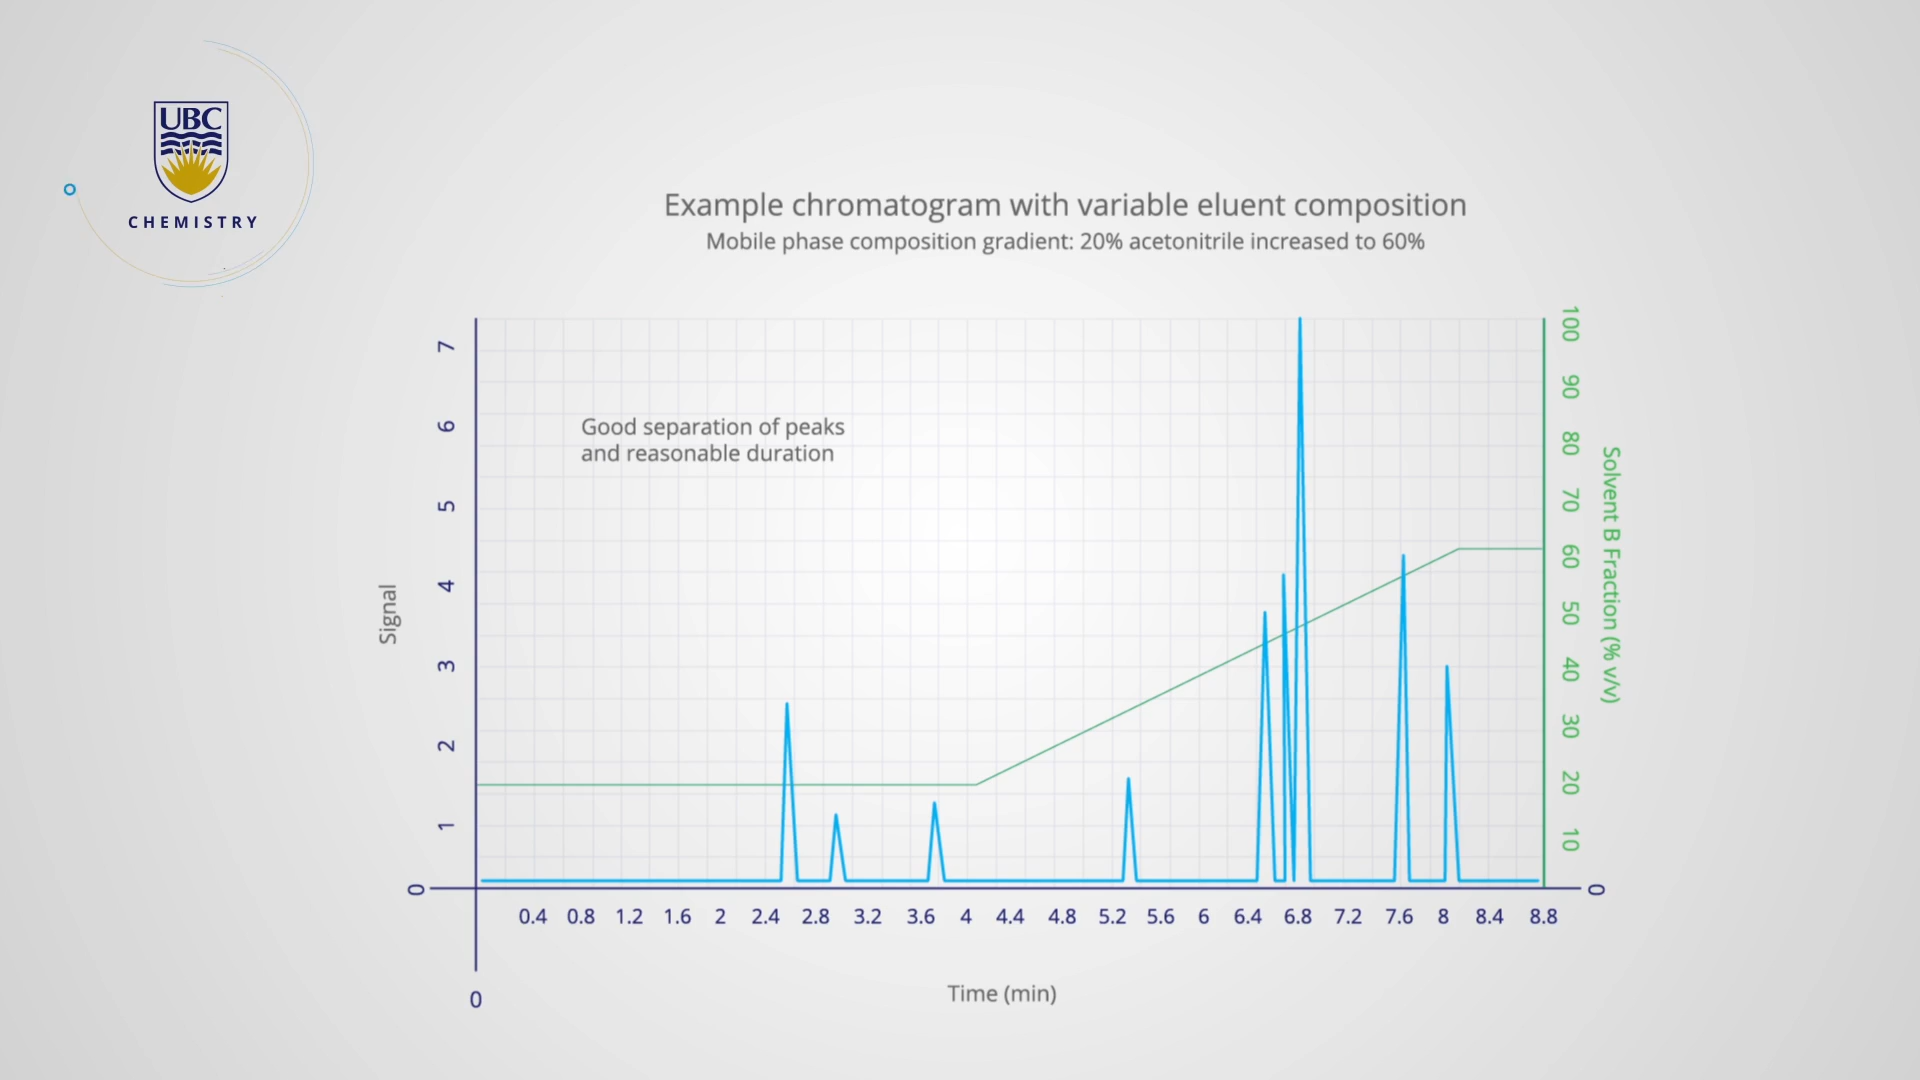 UBC
CHEMISTRY
Example chromatogram with variable eluent composition
Mobile phase composition gradient: 20% acetonitrile increased to 60%
Good separation of peaks
and reasonable duration
Signal
7
6
5
4
3
2
1
0
100
90
80
70
60
50
40
30
20
10
0
Solvent B Fraction (% v/v)
0.4 0.8 1.2 1.6 2 2.4 2.8 3.2 3.6 4 4.4 4.8 5.2 5.6 6 6.4 6.8 7.2 7.6 8 8.4 8.8
0
Time (min)